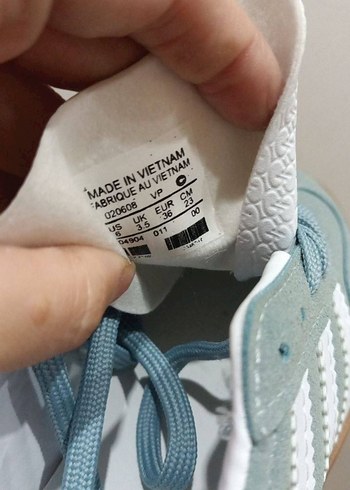 MADE IN VIETNAM
FABRIQUE AU VIETNAM
020608 VP
US UK EUR CM
6 3.5 36 23
04904 011 00